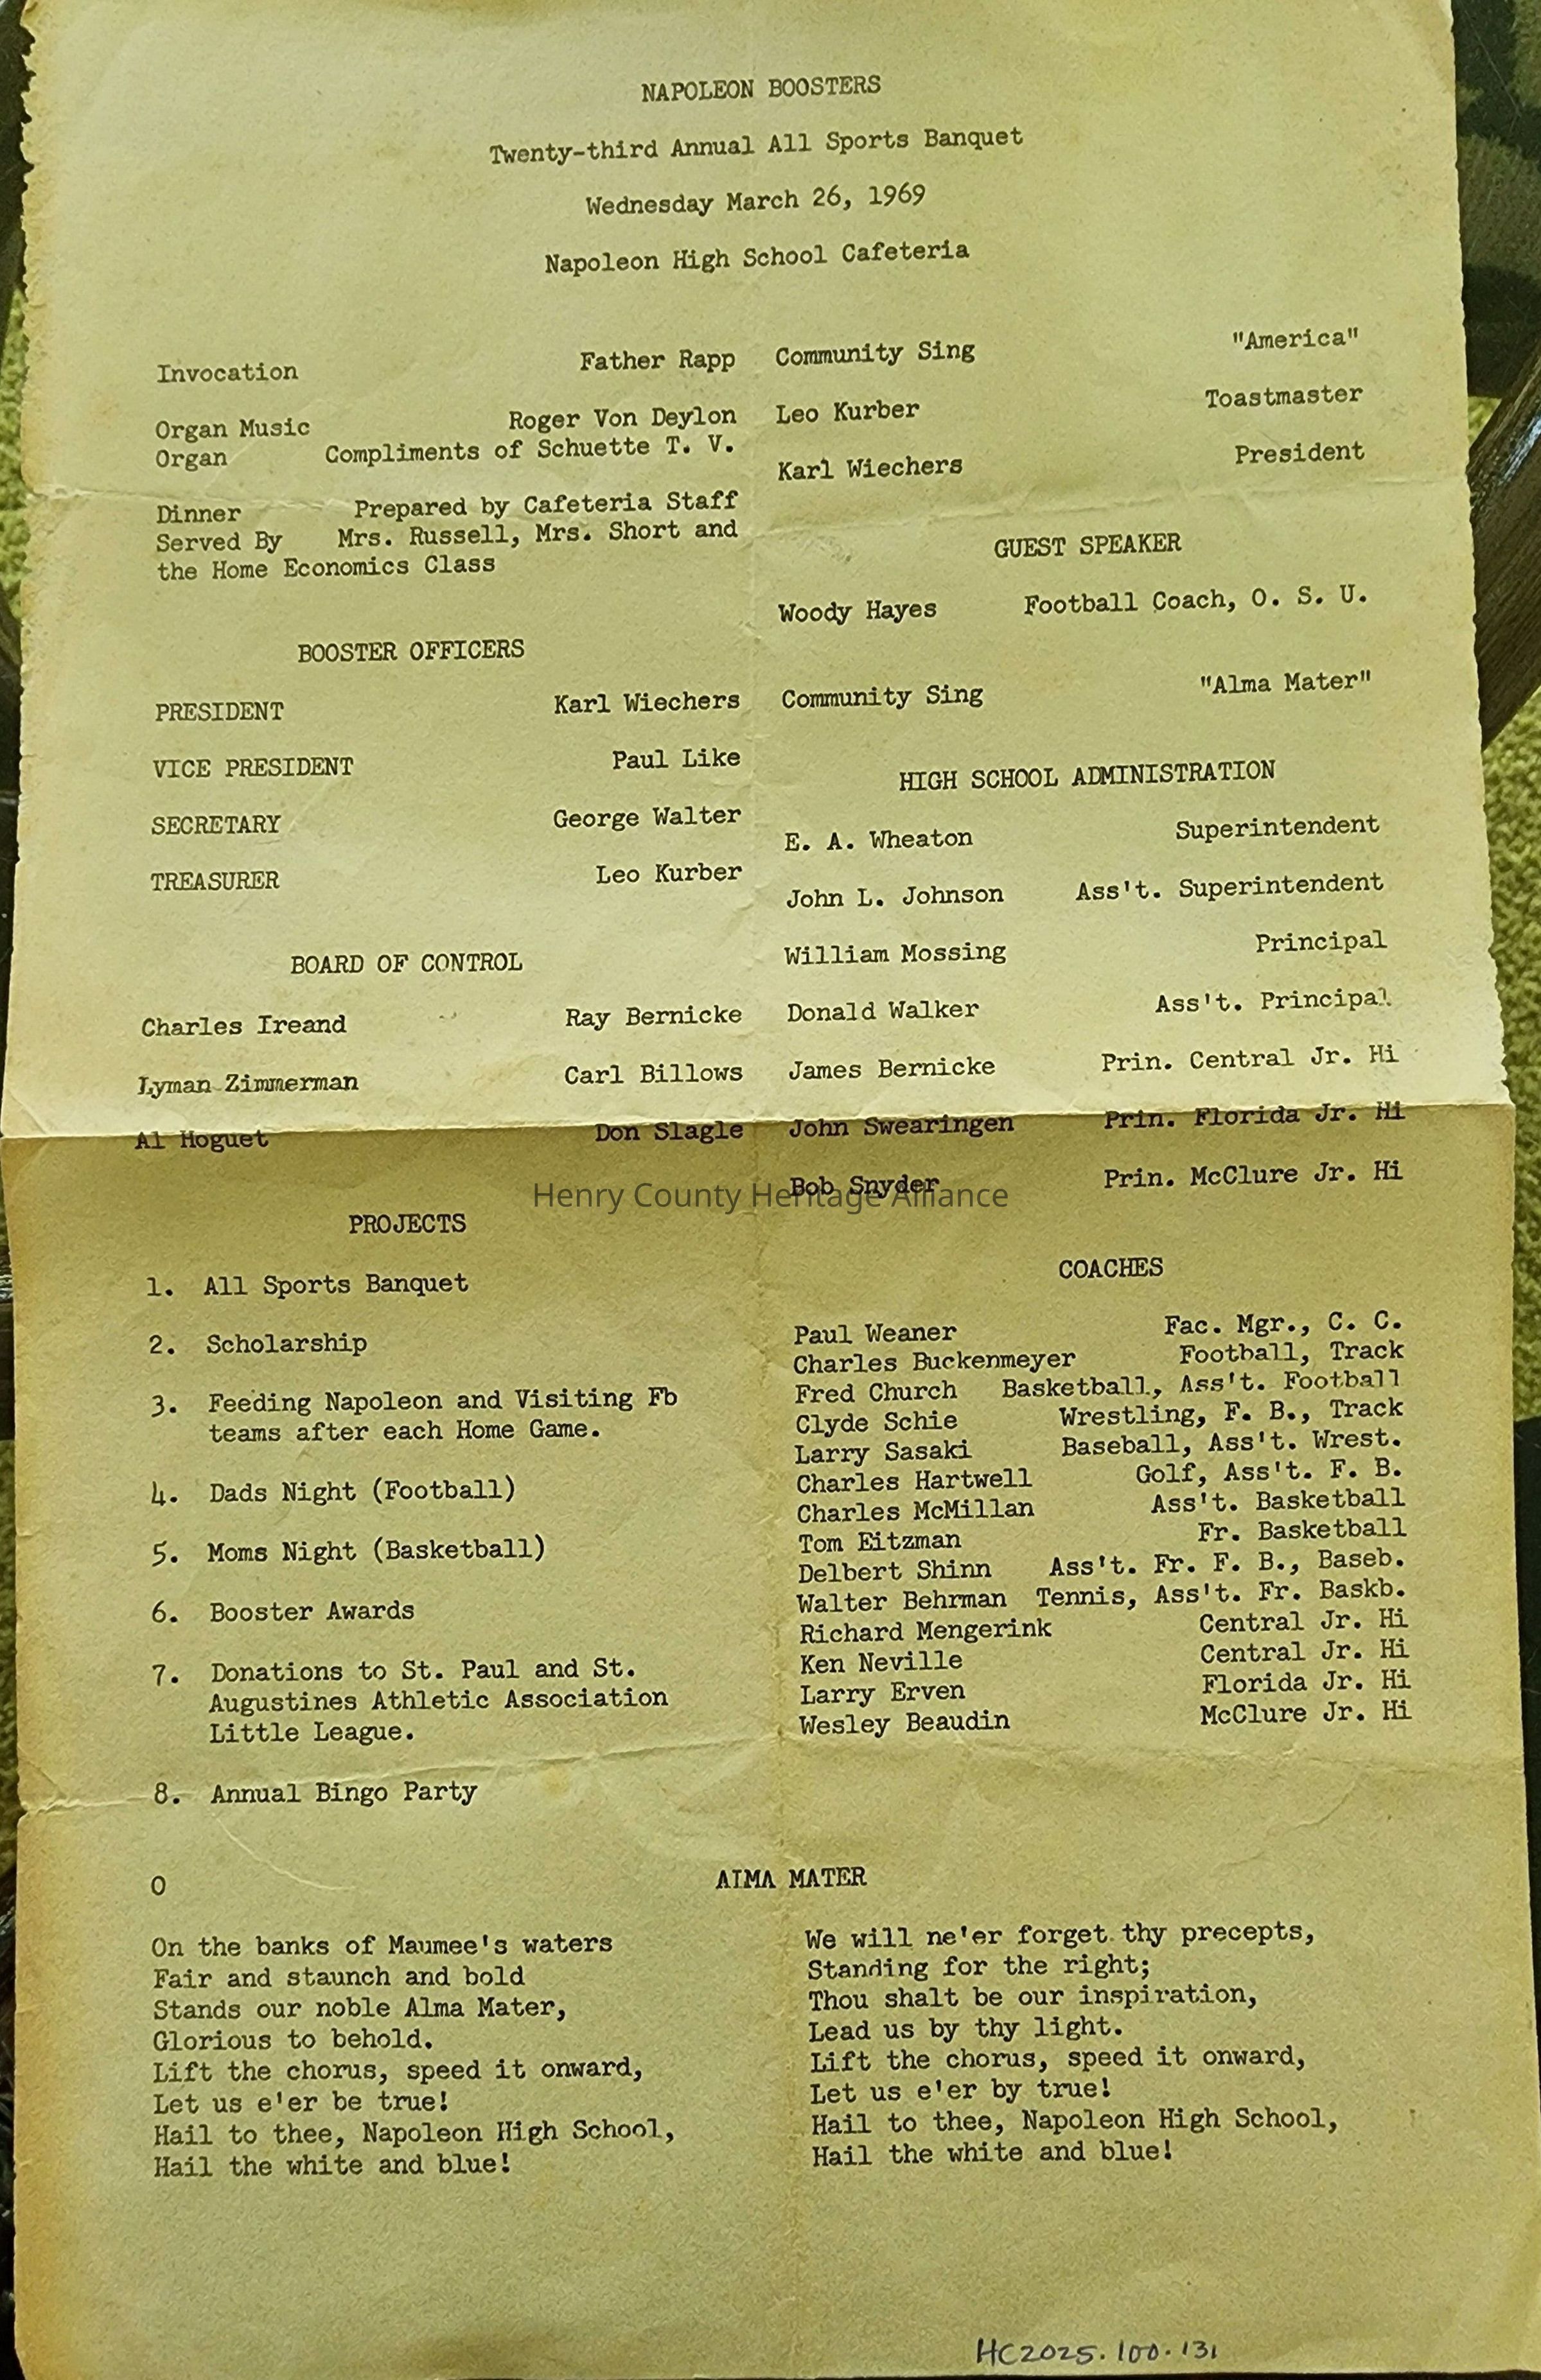 NAPOLEON BOOSTERS
Twenty-third Annual All Sports Banquet
Wednesday March 26, 1969
Napoleon High School Cafeteria
Invocation Father Rapp
Organ Music Roger Von Deylon
Organ Compliments of Schuette T. V.
Dinner Prepared by Cafeteria Staff
Served By Mrs. Russell, Mrs. Short and
the Home Economics Class
BOOSTER OFFICERS
PRESIDENT Karl Wiechers
VICE PRESIDENT Paul Like
SECRETARY George Walter
TREASURER Leo Kurber
BOARD OF CONTROL
Charles Ireand Ray Bernicke
Lyman Zimmerman Carl Billows
Al Hoguet Don Slagle
PROJECTS
1. All Sports Banquet
2. Scholarship
3. Feeding Napoleon and Visiting Fb
teams after each Home Game.
4. Dads Night (Football)
5. Moms Night (Basketball)
6. Booster Awards
7. Donations to St. Paul and St.
Augustines Athletic Association
Little League.
8. Annual Bingo Party
Community Sing "America"
Leo Kurber Toastmaster
Karl Wiechers President
GUEST SPEAKER
Woody Hayes Football Coach, O. S. U.
Community Sing "Alma Mater"
HIGH SCHOOL ADMINISTRATION
E. A. Wheaton Superintendent
John L. Johnson Ass't. Superintendent
William Mossing Principal
Donald Walker Ass't. Principal
James Bernicke Prin. Central Jr. Hi
John Swearingen Prin. Florida Jr. Hi
Bob Snyder Prin. McClure Jr. Hi
Henry County Heritage Alliance
COACHES
Paul Weaner Fac. Mgr., C. C.
Charles Buckenmeyer Football, Track
Fred Church Basketball, Ass't. Football
Clyde Schie Wrestling, F. B., Track
Larry Sasaki Baseball, Ass't. Wrest.
Charles Hartwell Golf, Ass't. F. B.
Charles McMillan Ass't. Basketball
Tom Eitzman Fr. Basketball
Delbert Shinn Ass't. Fr. F. B., Baseb.
Walter Behrman Tennis, Ass't. Fr. Baskb.
Richard Mengerink Central Jr. Hi
Ken Neville Central Jr. Hi
Larry Erven Florida Jr. Hi
Wesley Beaudin McClure Jr. Hi
O
AIMA MATER
On the banks of Maumee's waters
Fair and staunch and bold
Stands our noble Alma Mater,
Glorious to behold.
Lift the chorus, speed it onward,
Let us e'er be true!
Hail to thee, Napoleon High School,
Hail the white and blue!
We will ne'er forget thy precepts,
Standing for the right;
Thou shalt be our inspiration,
Lead us by thy light.
Lift the chorus, speed it onward,
Let us e'er by true!
Hail to thee, Napoleon High School,
Hail the white and blue!
HC2025.100.131